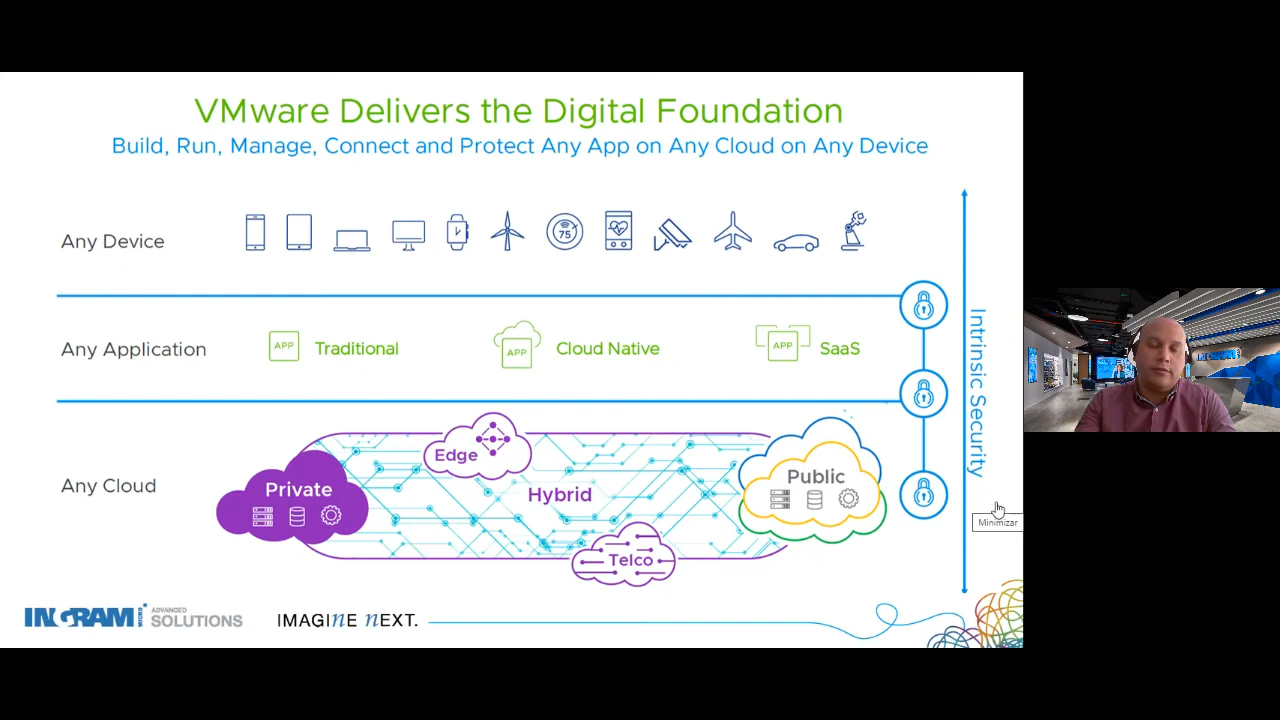 VMware Delivers the Digital Foundation
Build, Run, Manage, Connect and Protect Any App on Any Cloud on Any Device
Any Device
75
Any Application
APP
Traditional
APP
Cloud Native
APP
SaaS
Any Cloud
Private
Edge
Hybrid
Telco
Public
Intrinsic Security
Minimizar
INGRAM MICRO ADVANCED
SOLUTIONS
IMAGINE NEXT.
INGRAM